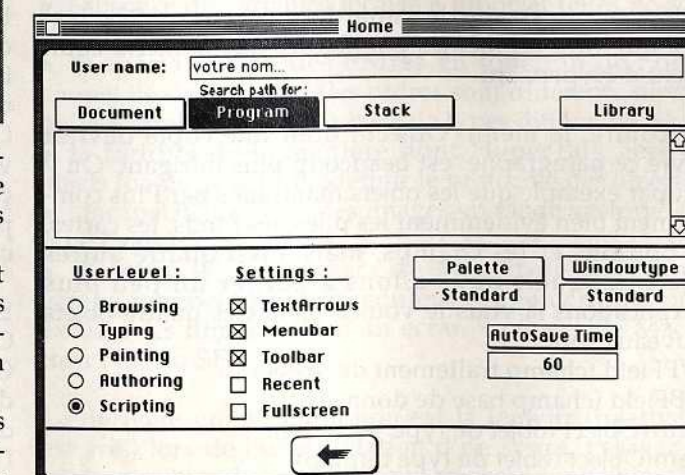 Home
User name: votre nom...
Search path for:
Document Program Stack Library
UserLevel : Settings :
Palette Windowtype
Standard Standard
Browsing TextArrows
Typing Menubar
Painting Toolbar
Authoring Recent
Scripting Fullscreen
AutoSave Time
60